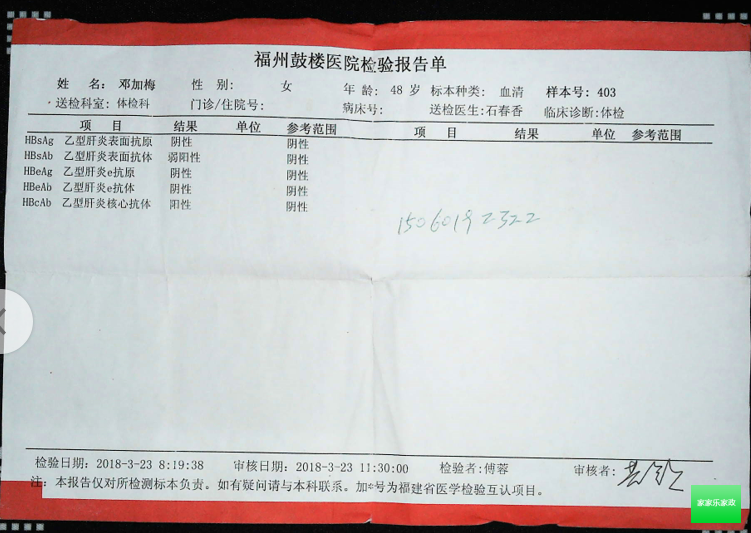 福州鼓楼医院检验报告单
姓 名: 邓加梅 性 别: 女 年 龄: 48 岁 标本种类: 血清 样本号: 403
送检科室: 体检科 门诊/住院号: 病床号: 送检医生:石春香 临床诊断:体检
项 目 结果 单位 参考范围 项 目 结果 单位 参考范围
HBsAg 乙型肝炎表面抗原 阴性 阴性
HBsAb 乙型肝炎表面抗体 弱阳性 阴性
HBeAg 乙型肝炎e抗原 阴性 阴性
HBeAb 乙型肝炎e抗体 阴性 阴性
HBcAb 乙型肝炎核心抗体 阳性 阴性
检验日期: 2018-3-23 8:19:38 审核日期: 2018-3-23 11:30:00 检验者:傅蓉 审核者:
注: 本报告仅对所检测标本负责。如有疑问请与本科联系。加*号为福建省医学检验互认项目。
家家乐家政